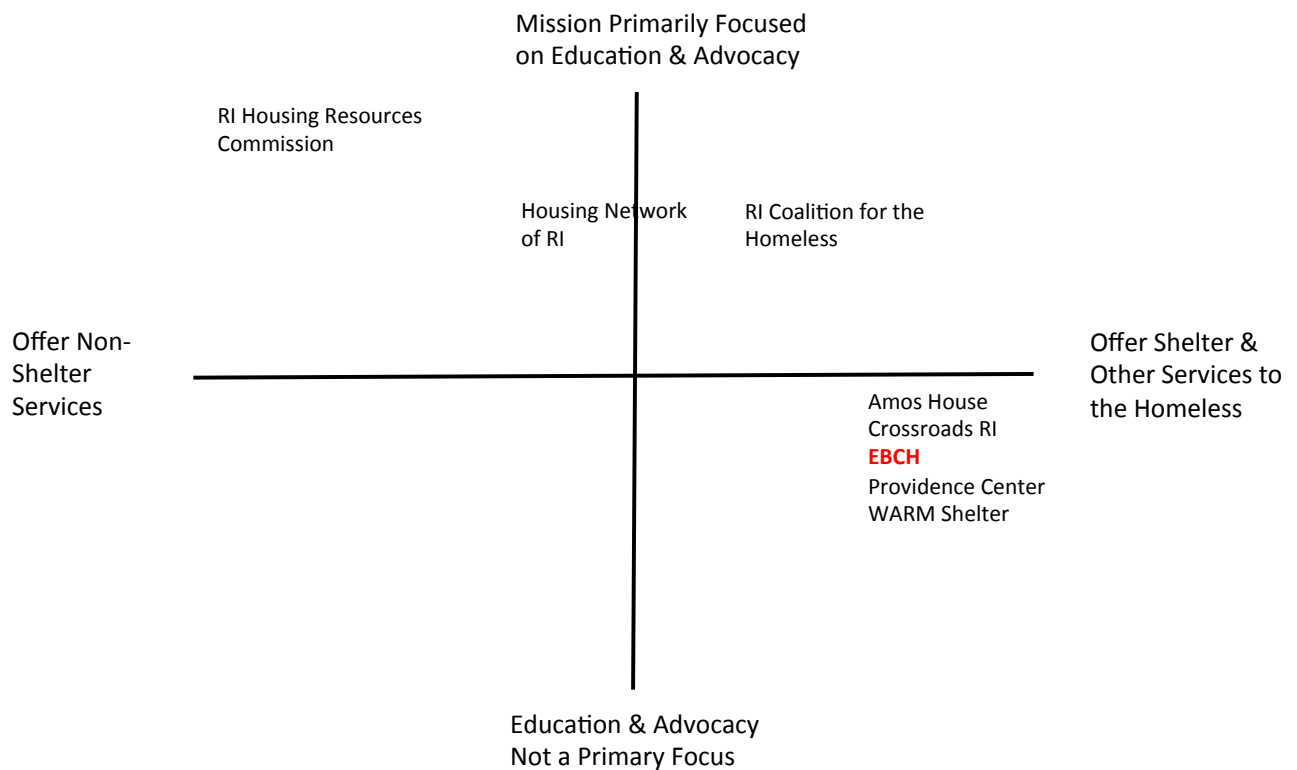 Mission Primarily Focused
on Education & Advocacy
RI Housing Resources
Commission
Housing Network
of RI
RI Coalition for the
Homeless
Offer Non-
Shelter
Services
Offer Shelter &
Other Services to
the Homeless
Amos House
Crossroads RI
EBCH
Providence Center
WARM Shelter
Education & Advocacy
Not a Primary Focus